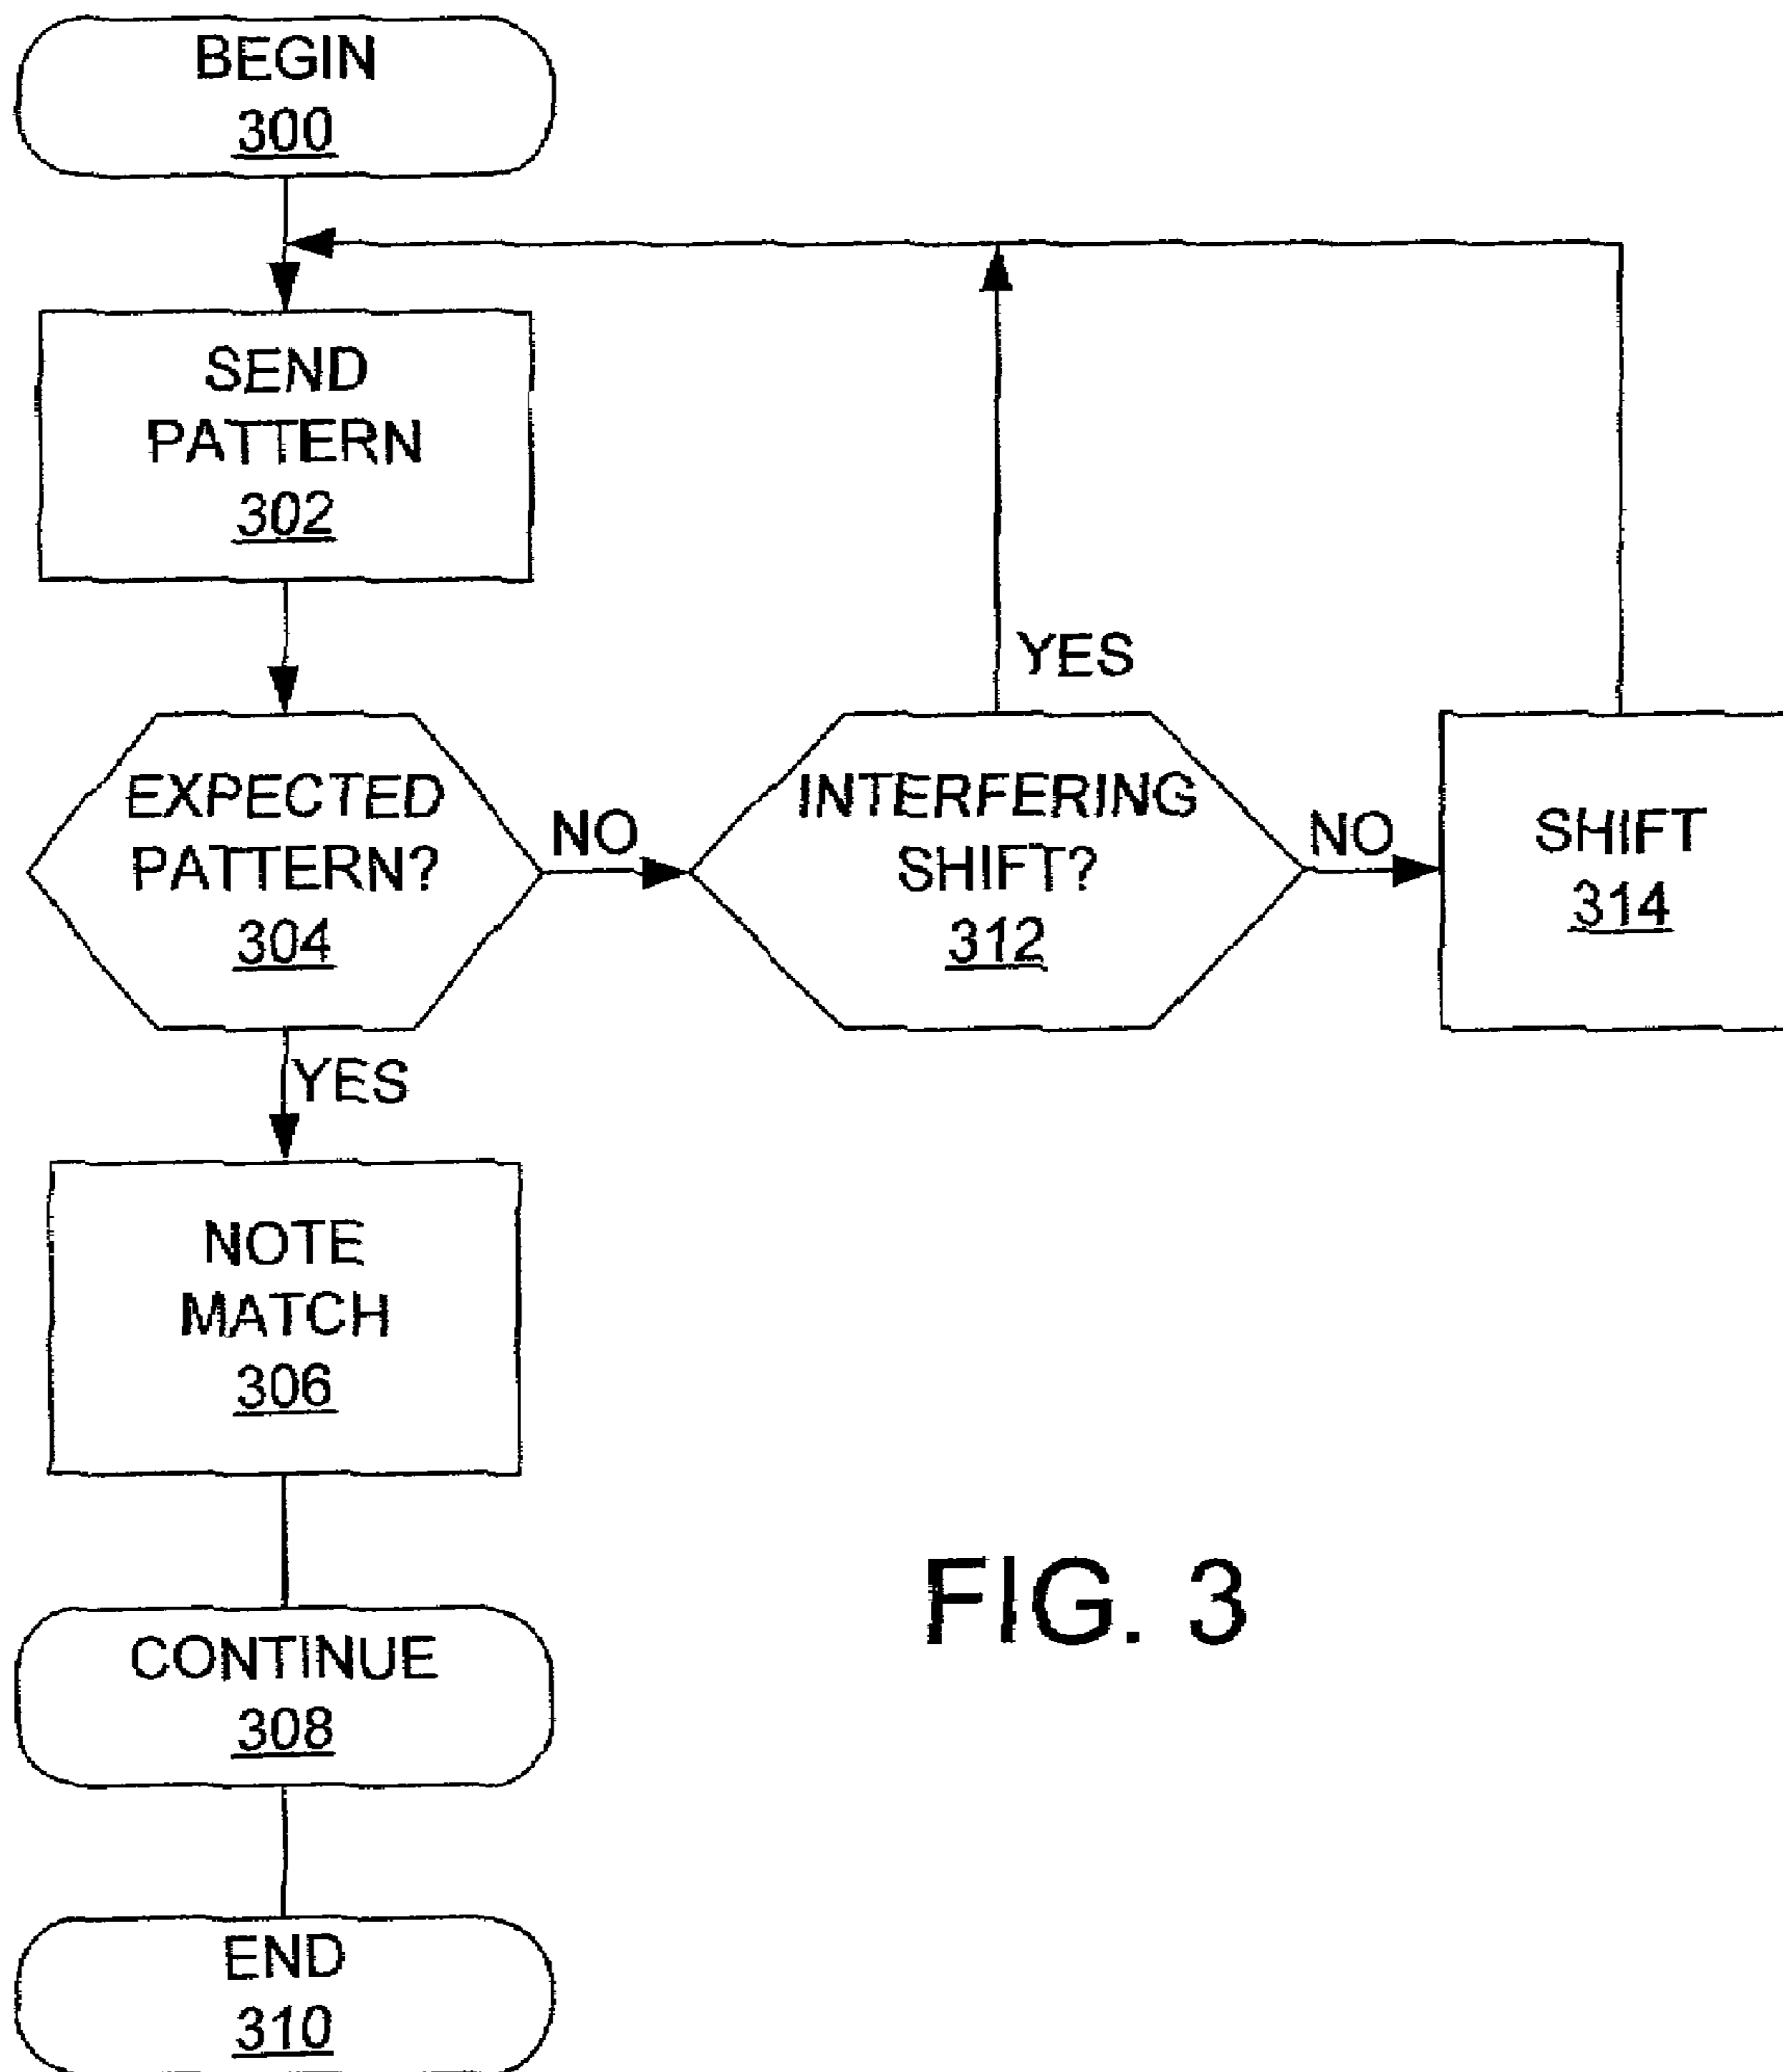 BEGIN
300
SEND
PATTERN
302
YES
EXPECTED
PATTERN?
304
NO
INTERFERING
SHIFT?
312
NO
SHIFT
314
YES
NOTE
MATCH
306
CONTINUE
308
END
310
FIG. 3